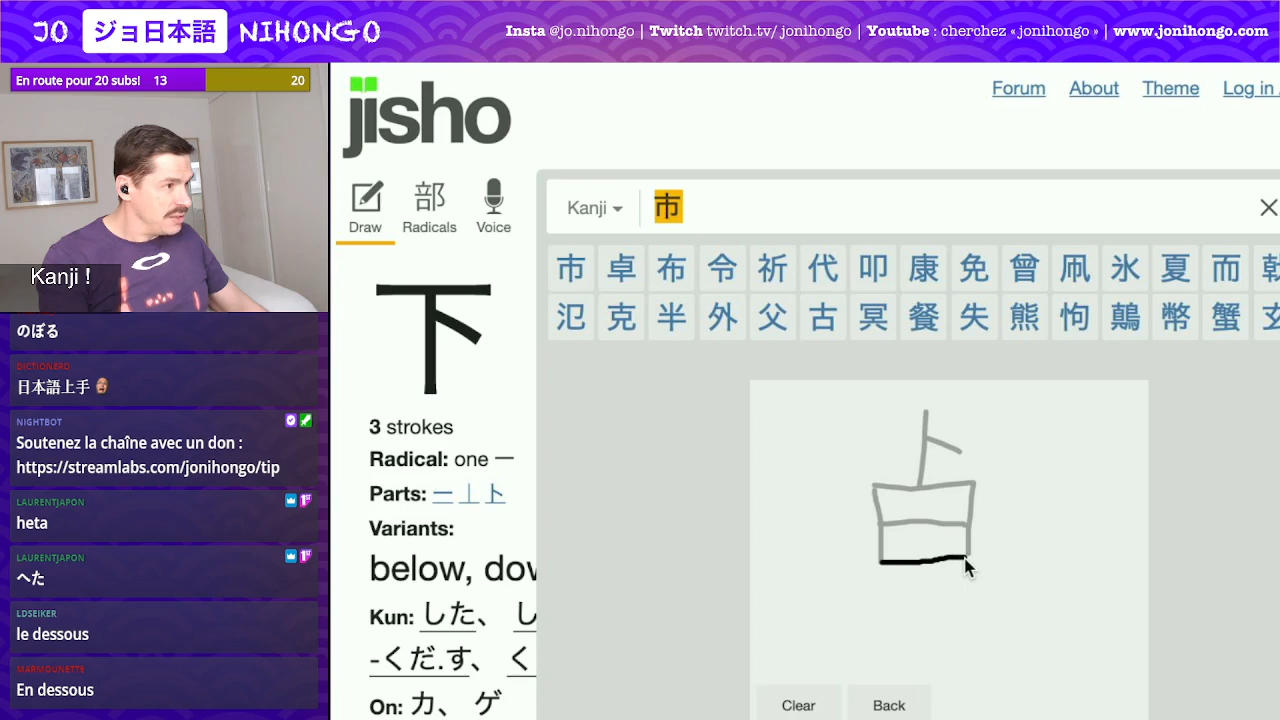 JO ジョ日本語 NIHONGO
Insta @jo.nihongo | Twitch twitch.tv/ jonihongo | Youtube : cherchez « jonihongo » | www.jonihongo.com
En route pour 20 subs! 13 20
Kanji !
のぼる
DICTIONERD
日本語上手
NIGHTBOT
Soutenez la chaîne avec un don :
https://streamlabs.com/jonihongo/tip
LAURENTJAPON
heta
LAURENTJAPON
へた
LDSEIKER
le dessous
MARMOUNETTE
En dessous
jisho
Forum About Theme Log in
Draw 部 Radicals Voice
Kanji 市
市 卓 布 令 祈 代 叩 康 免 曾 凧 氷 夏 而
氾 克 半 外 父 古 冥 餐 失 熊 恂 鷏 幣 蟹 玄
下
3 strokes
Radical: one 一
Parts: 一 ｜ ト
Variants:
below, dow
Kun: した、 し
-くだ.す、 く
On: カ、 ゲ
Clear Back